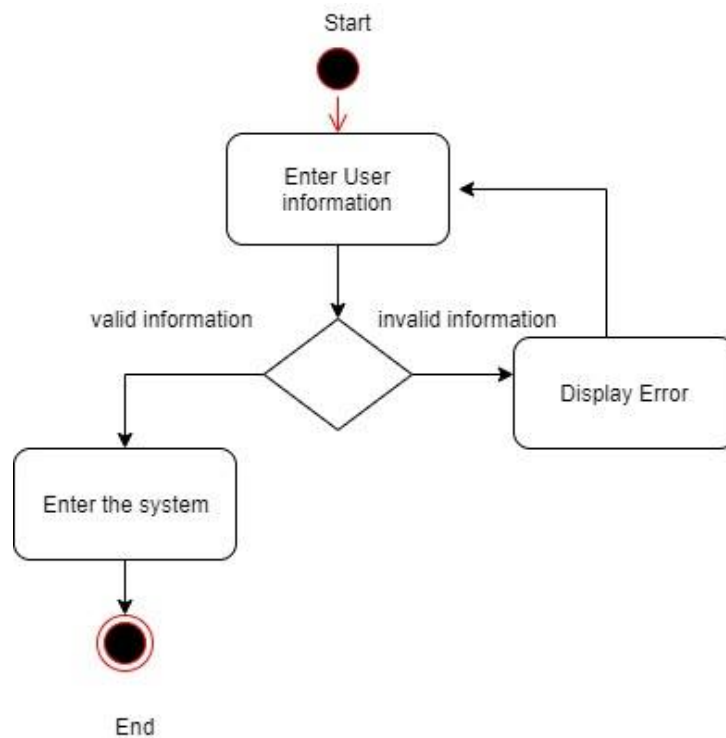 Start
Enter User
information
valid information
invalid information
Display Error
Enter the system
End